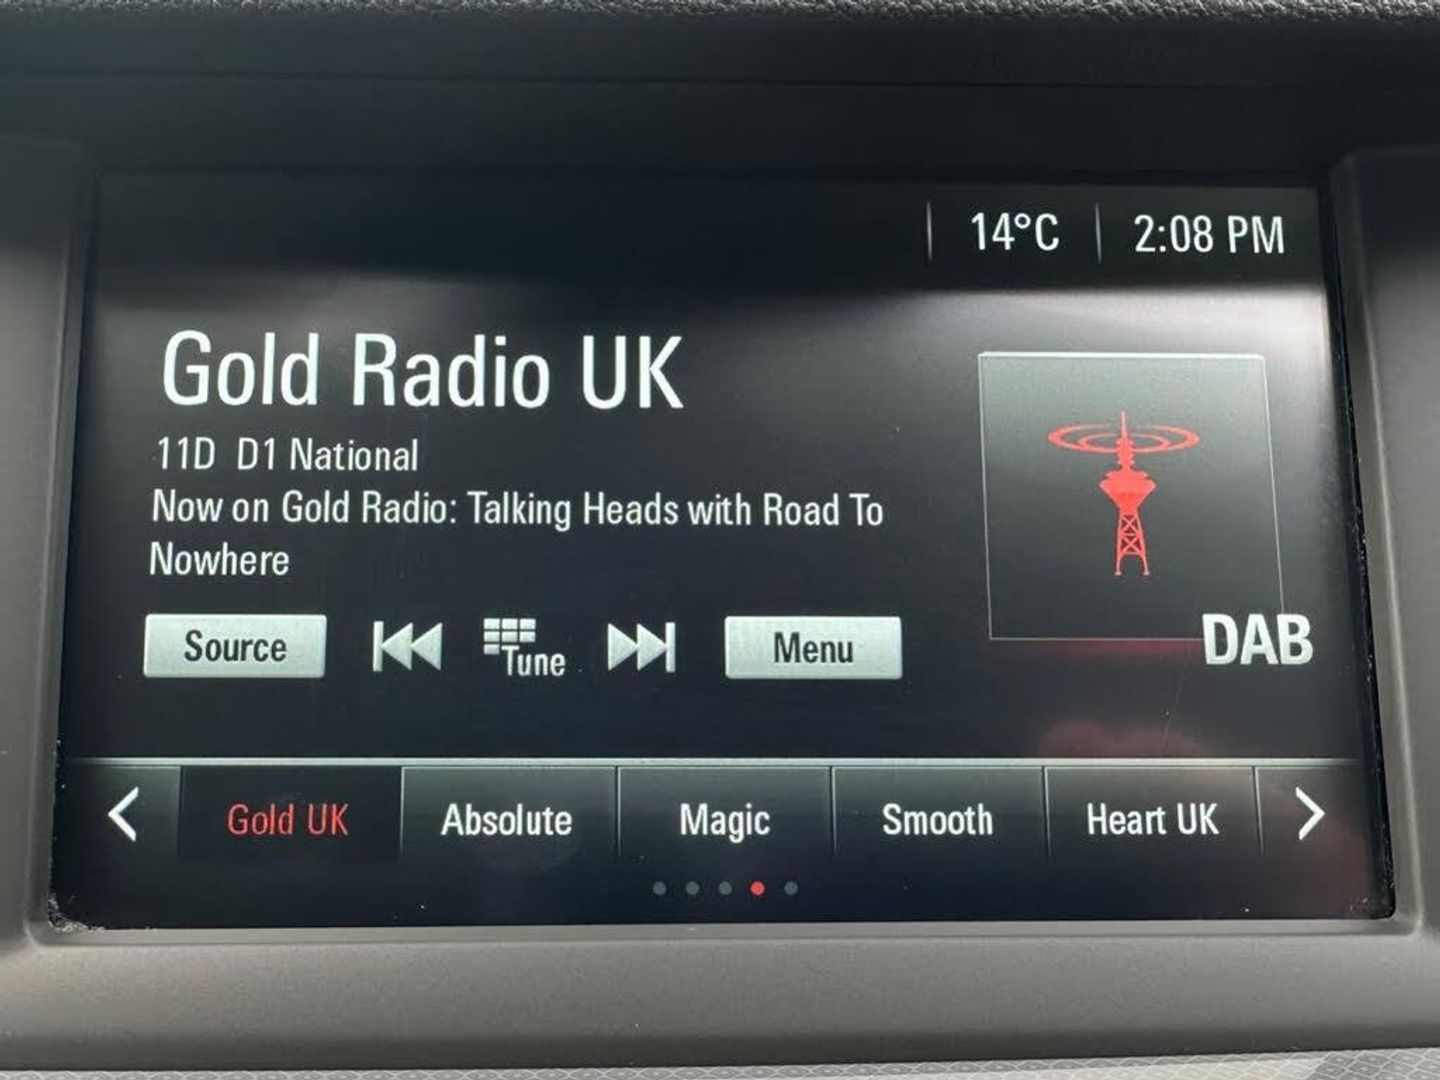 14°C 2:08 PM
Gold Radio UK
11D D1 National
Now on Gold Radio: Talking Heads with Road To
Nowhere
Source Tune Menu
DAB
Gold UK Absolute Magic Smooth Heart UK